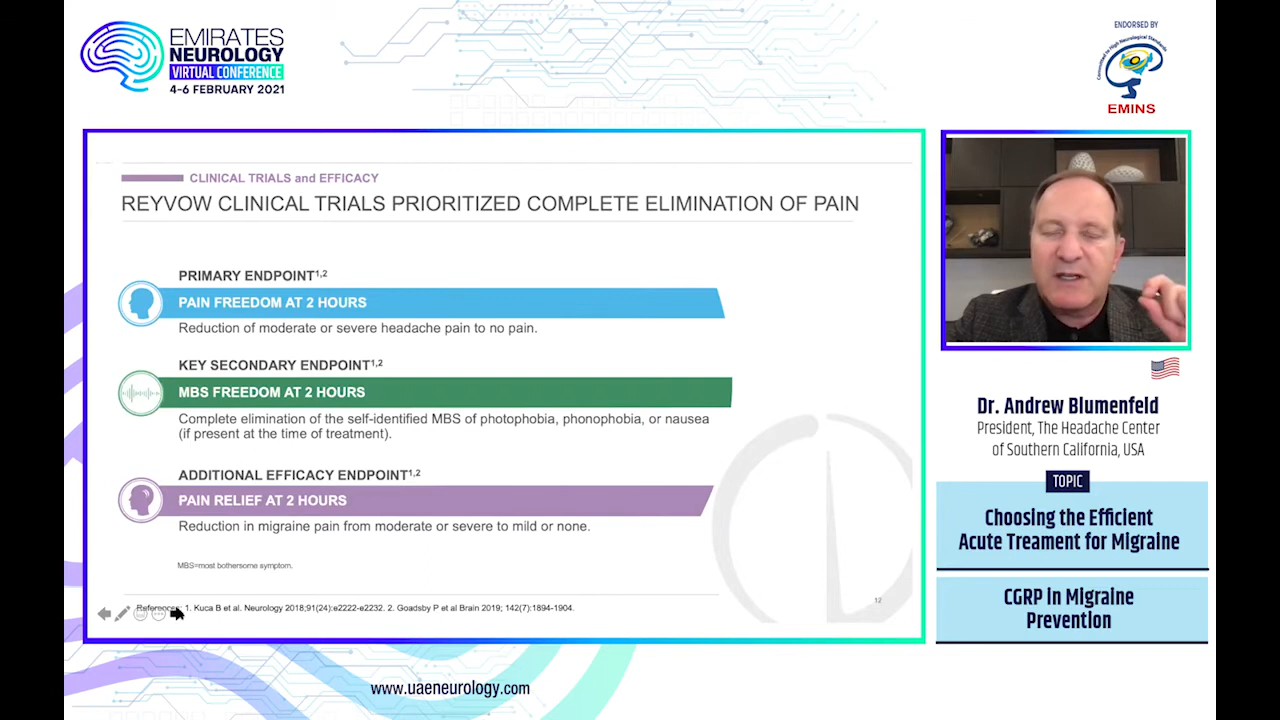 EMIRATES
NEUROLOGY
VIRTUAL CONFERENCE
4-6 FEBRUARY 2021
ENDORSED BY
Committed to High Neurological Standards
EMINS
CLINICAL TRIALS and EFFICACY
REYVOW CLINICAL TRIALS PRIORITIZED COMPLETE ELIMINATION OF PAIN
PRIMARY ENDPOINT1,2
PAIN FREEDOM AT 2 HOURS
Reduction of moderate or severe headache pain to no pain.
KEY SECONDARY ENDPOINT1,2
MBS FREEDOM AT 2 HOURS
Complete elimination of the self-identified MBS of photophobia, phonophobia, or nausea
(if present at the time of treatment).
ADDITIONAL EFFICACY ENDPOINT1,2
PAIN RELIEF AT 2 HOURS
Reduction in migraine pain from moderate or severe to mild or none.
MBS=most bothersome symptom.
References: 1. Kuca B et al. Neurology 2018;91(24):e2222-e2232. 2. Goadsby P et al Brain 2019; 142(7):1894-1904.
12
Dr. Andrew Blumenfeld
President, The Headache Center
of Southern California, USA
TOPIC
Choosing the Efficient
Acute Treament for Migraine
CGRP in Migraine
Prevention
www.uaeneurology.com